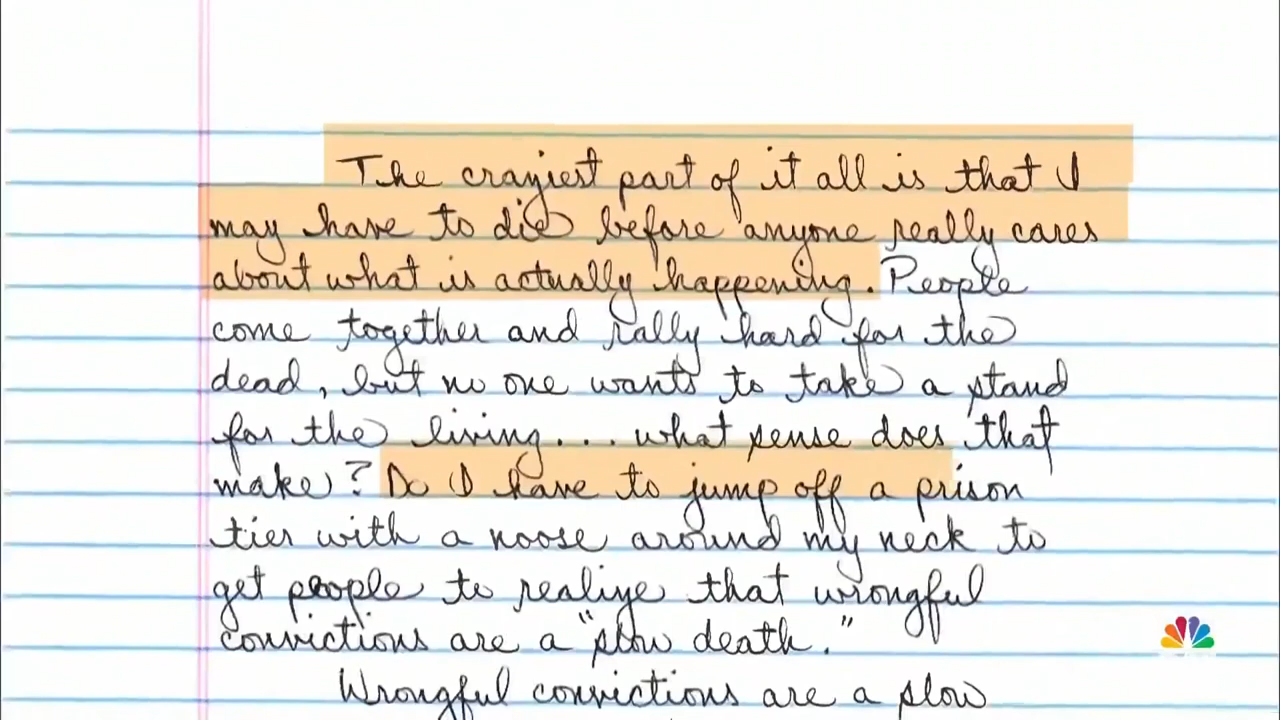 The craziest part of it all is that I
may have to die before anyone really cares
about what is actually happening. People
come together and rally hard for the
dead, but no one wants to take a stand
for the living... what sense does that
make? Do I have to jump off a prison
tier with a noose around my neck to
get people to realize that wrongful
convictions are a "slow death."
Wrongful convictions are a slow